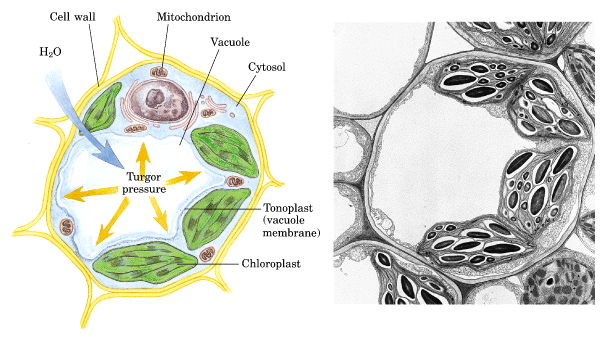 Cell wall
Mitochondrion
H₂O
Vacuole
Cytosol
Turgor
pressure
Tonoplast
(vacuole
membrane)
Chloroplast